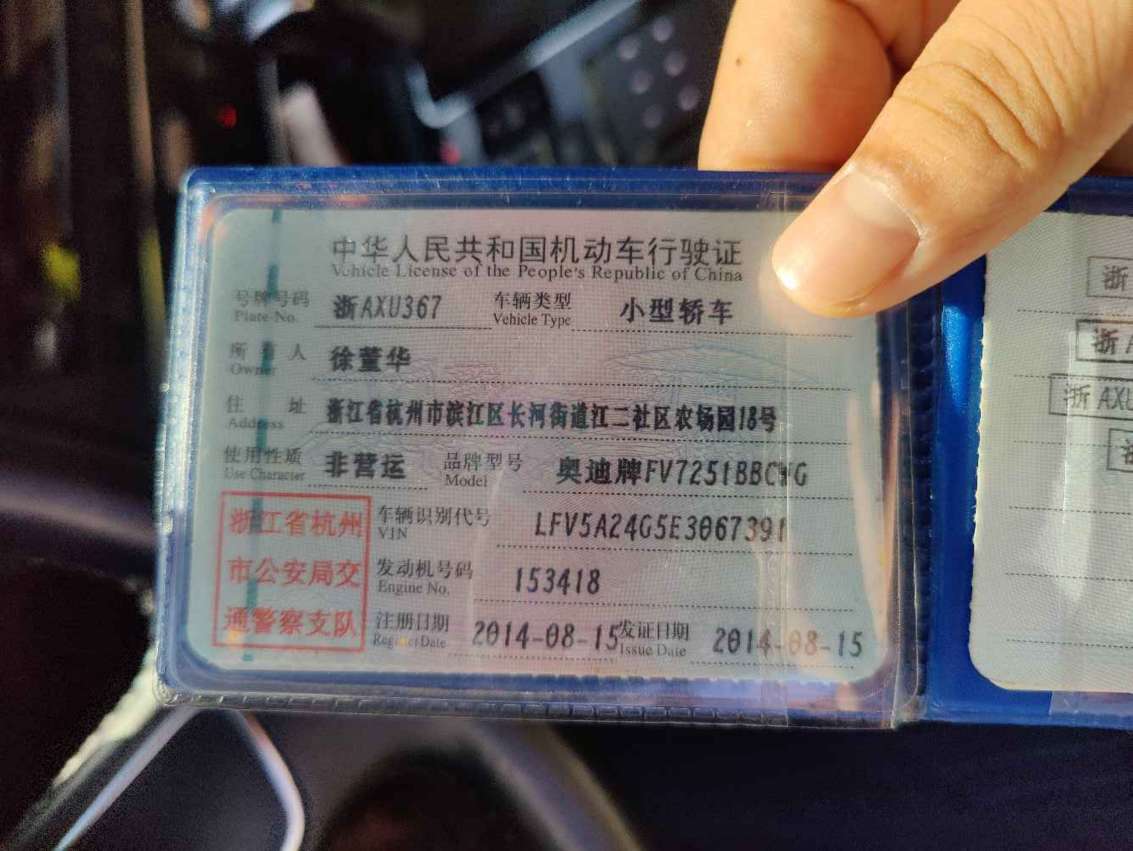 中华人民共和国机动车行驶证
Vehicle License of the People's Republic of China
号牌号码 浙AXU367 车辆类型 小型轿车
Plate No. Vehicle Type
所有人 徐董华
Owner
住址 浙江省杭州市滨江区长河街道江二社区农场园18号
Address
使用性质 非营运 品牌型号 奥迪牌FV7251BBCWG
Use Character Model
浙江省杭州 车辆识别代号 LFV5A24G5E3067391
VIN
市公安局交 发动机号码 153418
Engine No.
通警察支队 注册日期 2014-08-15 发证日期 2014-08-15
Register Date Issue Date
浙
浙A
浙AXU